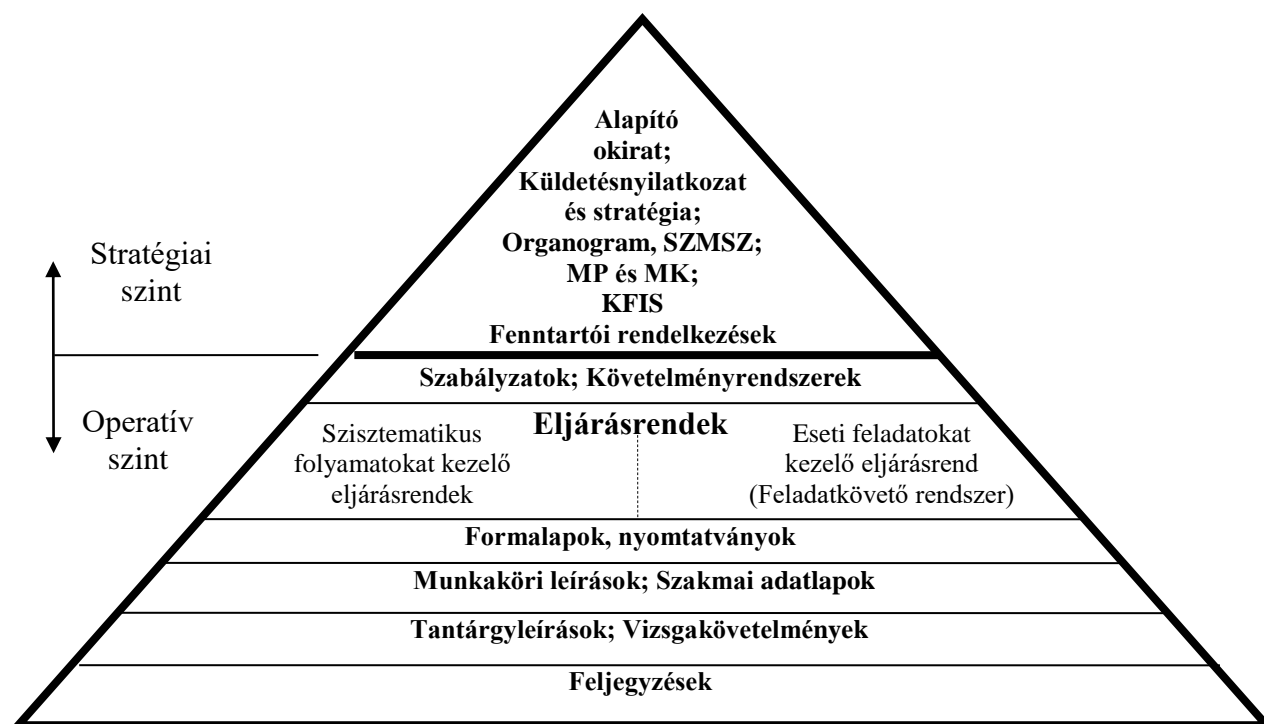 Alapító
okirat;
Küldetésnyilatkozat
és stratégia;
Organogram, SZMSZ;
MP és MK;
KFIS
Fenntartói rendelkezések
Stratégiai
szint
Operatív
szint
Szabályzatok; Követelményrendszerek
Eljárásrendek
Szisztematikus
folyamatokat kezelő
eljárásrendek
Eseti feladatokat
kezelő eljárásrend
(Feladatkövető rendszer)
Formalapok, nyomtatványok
Munkaköri leírások; Szakmai adatlapok
Tantárgyleírások; Vizsgakövetelmények
Feljegyzések